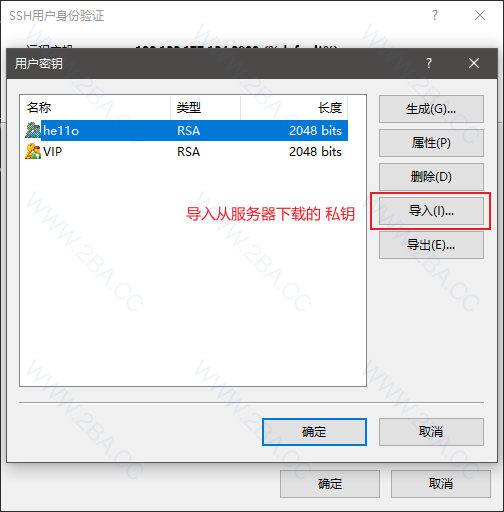 SSH用户身份验证
用户密钥
名称 类型 长度
he11o RSA 2048 bits
VIP RSA 2048 bits
生成(G)...
属性(P)
删除(D)
导入(I)...
导出(E)...
导入从服务器下载的 私钥
确定 取消
确定 取消
WWW.2BA.CC